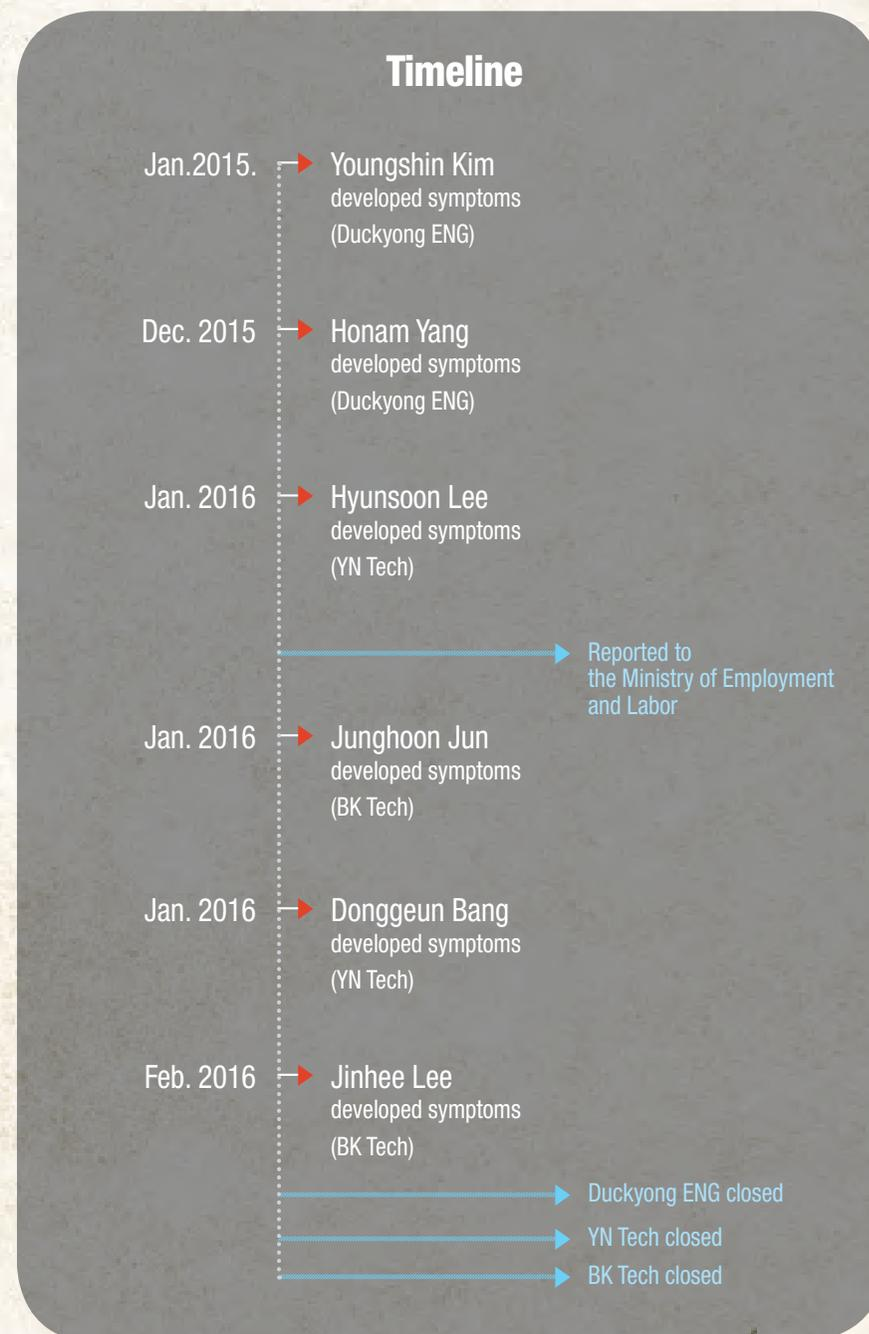 Timeline
Jan.2015.
Youngshin Kim
developed symptoms
(Duckyong ENG)
Dec. 2015
Honam Yang
developed symptoms
(Duckyong ENG)
Jan. 2016
Hyunsoon Lee
developed symptoms
(YN Tech)
Reported to
the Ministry of Employment
and Labor
Jan. 2016
Junghoon Jun
developed symptoms
(BK Tech)
Jan. 2016
Donggeun Bang
developed symptoms
(YN Tech)
Feb. 2016
Jinhee Lee
developed symptoms
(BK Tech)
Duckyong ENG closed
YN Tech closed
BK Tech closed